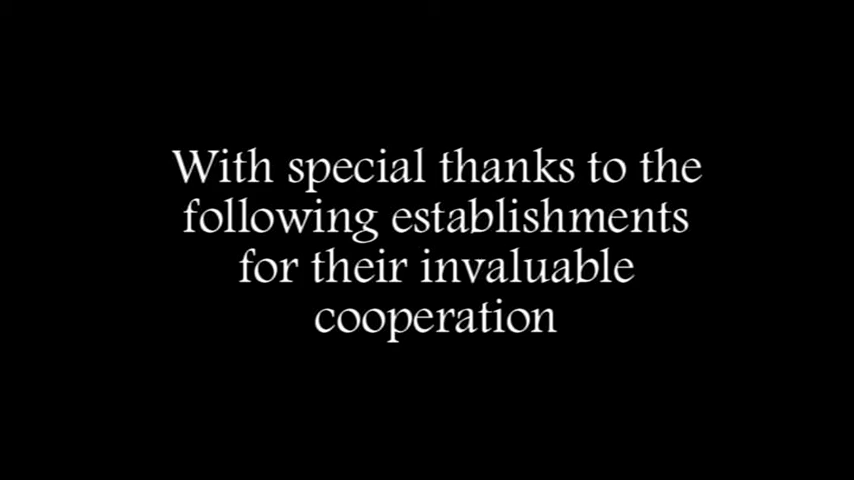 With special thanks to the
following establishments
for their invaluable
cooperation